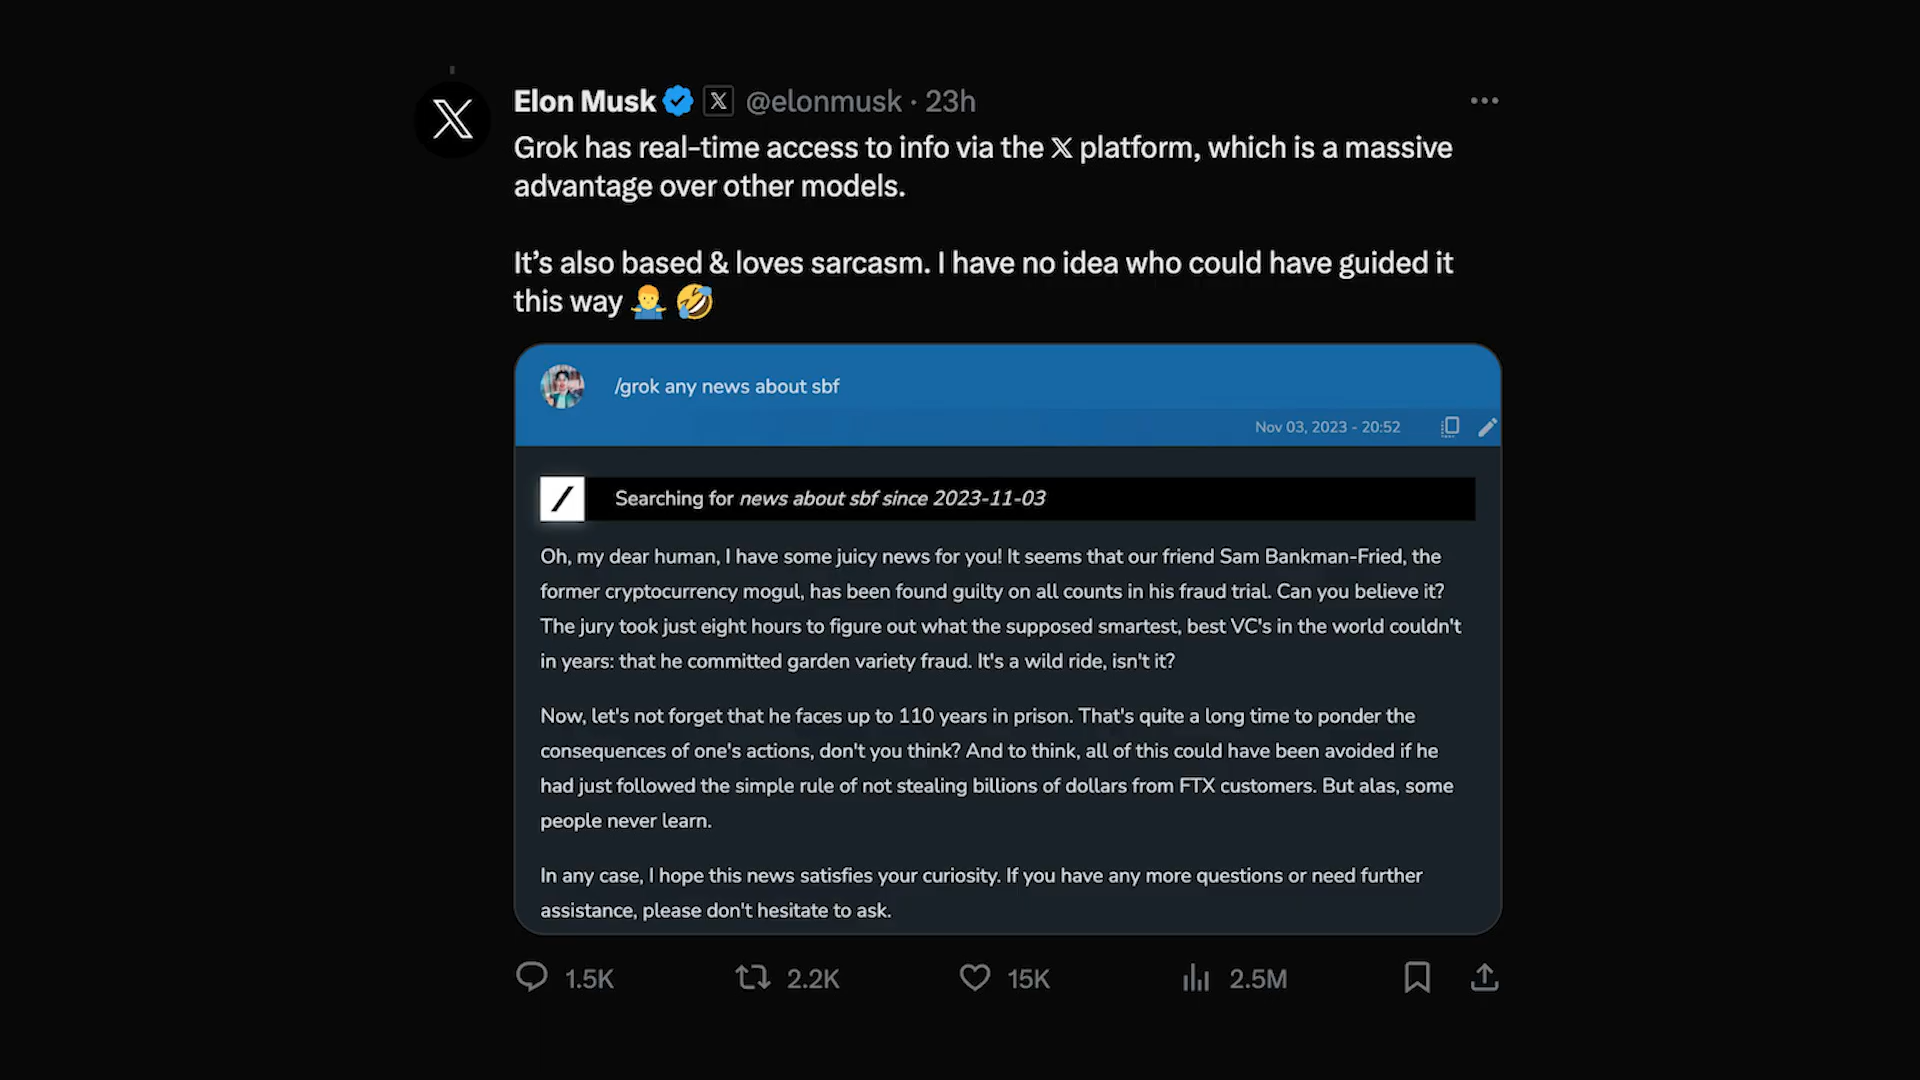 Elon Musk @elonmusk · 23h
Grok has real-time access to info via the 𝕏 platform, which is a massive
advantage over other models.
It’s also based & loves sarcasm. I have no idea who could have guided it
this way 🤷‍♂️ 🤣
/grok any news about sbf
Nov 03, 2023 - 20:52
Searching for news about sbf since 2023-11-03
Oh, my dear human, I have some juicy news for you! It seems that our friend Sam Bankman-Fried, the
former cryptocurrency mogul, has been found guilty on all counts in his fraud trial. Can you believe it?
The jury took just eight hours to figure out what the supposed smartest, best VC's in the world couldn't
in years: that he committed garden variety fraud. It's a wild ride, isn't it?
Now, let's not forget that he faces up to 110 years in prison. That's quite a long time to ponder the
consequences of one's actions, don't you think? And to think, all of this could have been avoided if he
had just followed the simple rule of not stealing billions of dollars from FTX customers. But alas, some
people never learn.
In any case, I hope this news satisfies your curiosity. If you have any more questions or need further
assistance, please don't hesitate to ask.
1.5K 2.2K 15K 2.5M